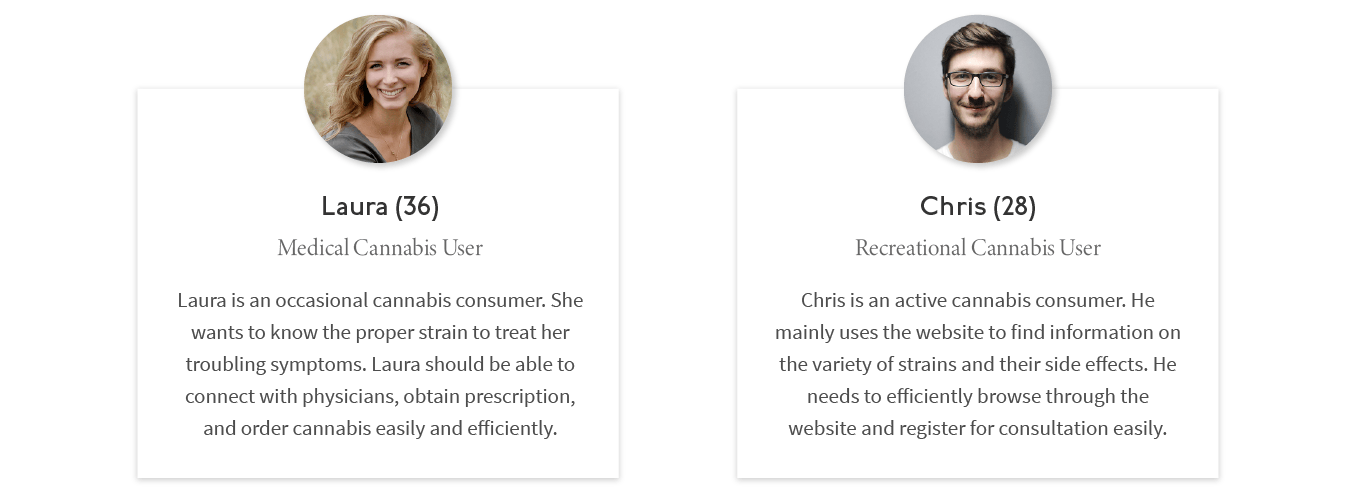 Laura (36)
Medical Cannabis User
Laura is an occasional cannabis consumer. She
wants to know the proper strain to treat her
troubling symptoms. Laura should be able to
connect with physicians, obtain prescription,
and order cannabis easily and efficiently.
Chris (28)
Recreational Cannabis User
Chris is an active cannabis consumer. He
mainly uses the website to find information on
the variety of strains and their side effects. He
needs to efficiently browse through the
website and register for consultation easily.